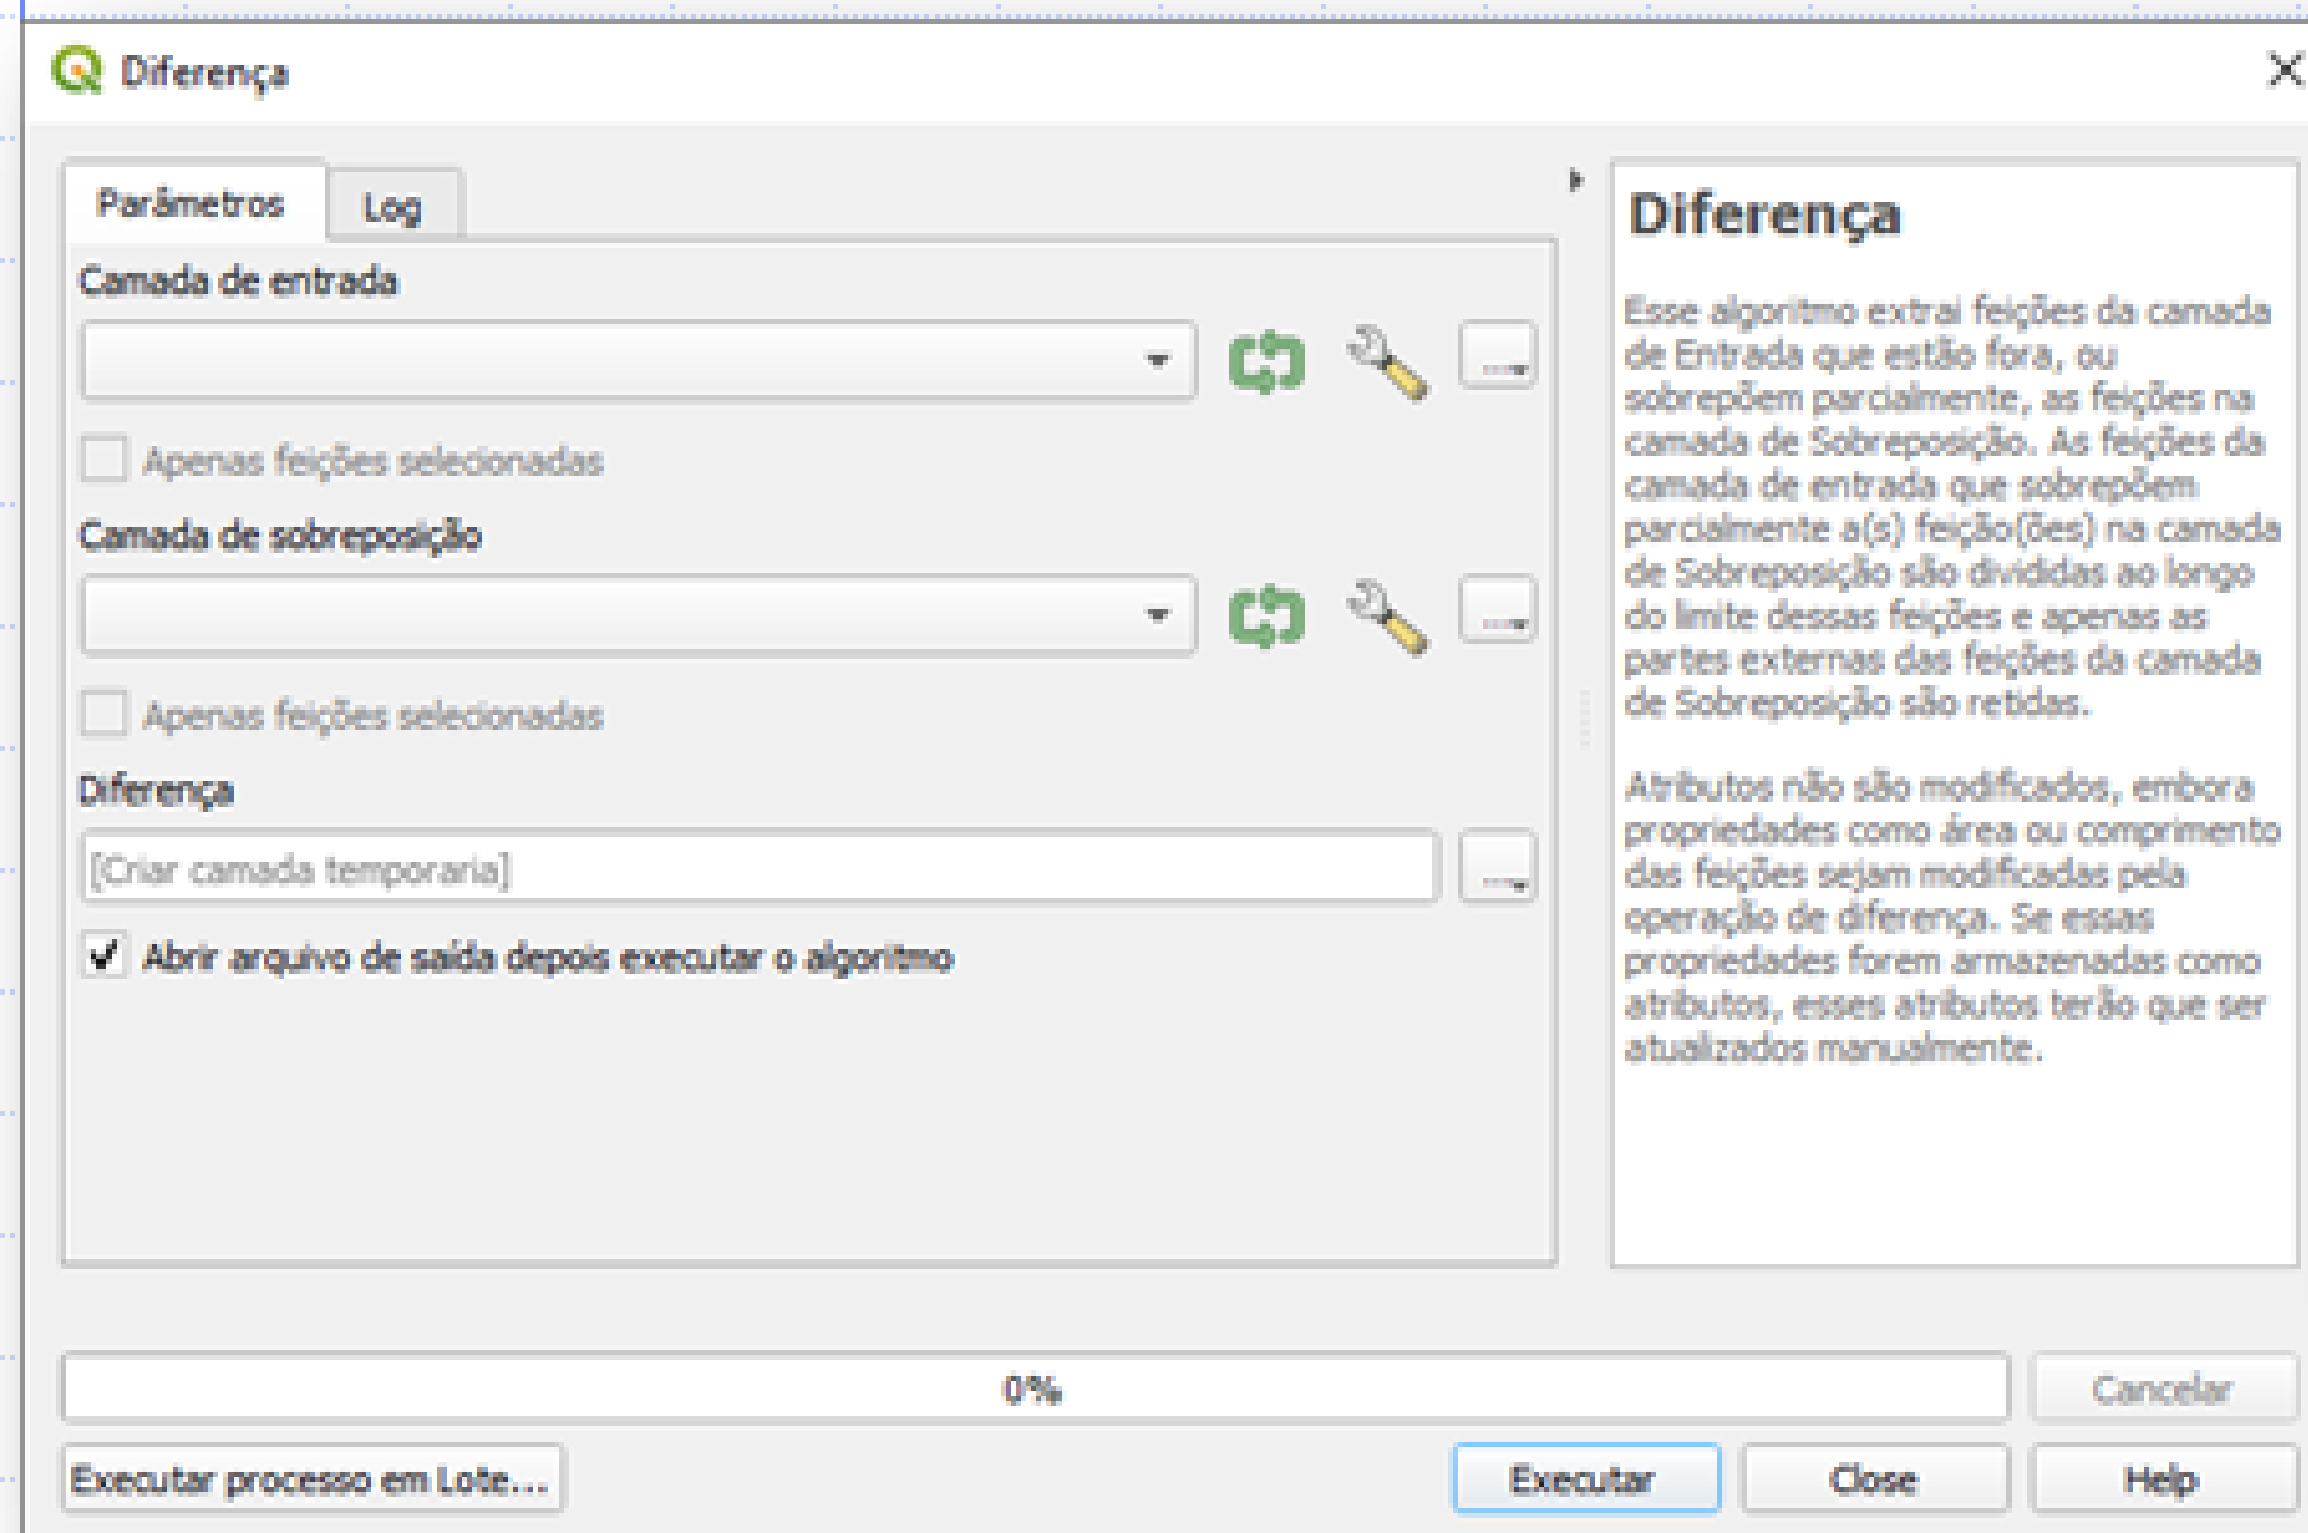 Diferença
Parâmetros
Log
Camada de entrada
Apenas feições selecionadas
Camada de sobreposição
Apenas feições selecionadas
Diferença
[Criar camada temporaria]
Abrir arquivo de saída depois executar o algoritmo
Diferença
Esse algoritmo extrai feições da camada
de Entrada que estão fora, ou
sobrepõem parcialmente, as feições na
camada de Sobreposição. As feições da
camada de entrada que sobrepõem
parcialmente a(s) feição(ões) na camada
de Sobreposição são divididas ao longo
do limite dessas feições e apenas as
partes externas das feições da camada
de Sobreposição são retidas.
Atributos não são modificados, embora
propriedades como área ou comprimento
das feições sejam modificadas pela
operação de diferença. Se essas
propriedades forem armazenadas como
atributos, esses atributos terão que ser
atualizados manualmente.
0%
Cancelar
Executar processo em Lote...
Executar
Close
Help